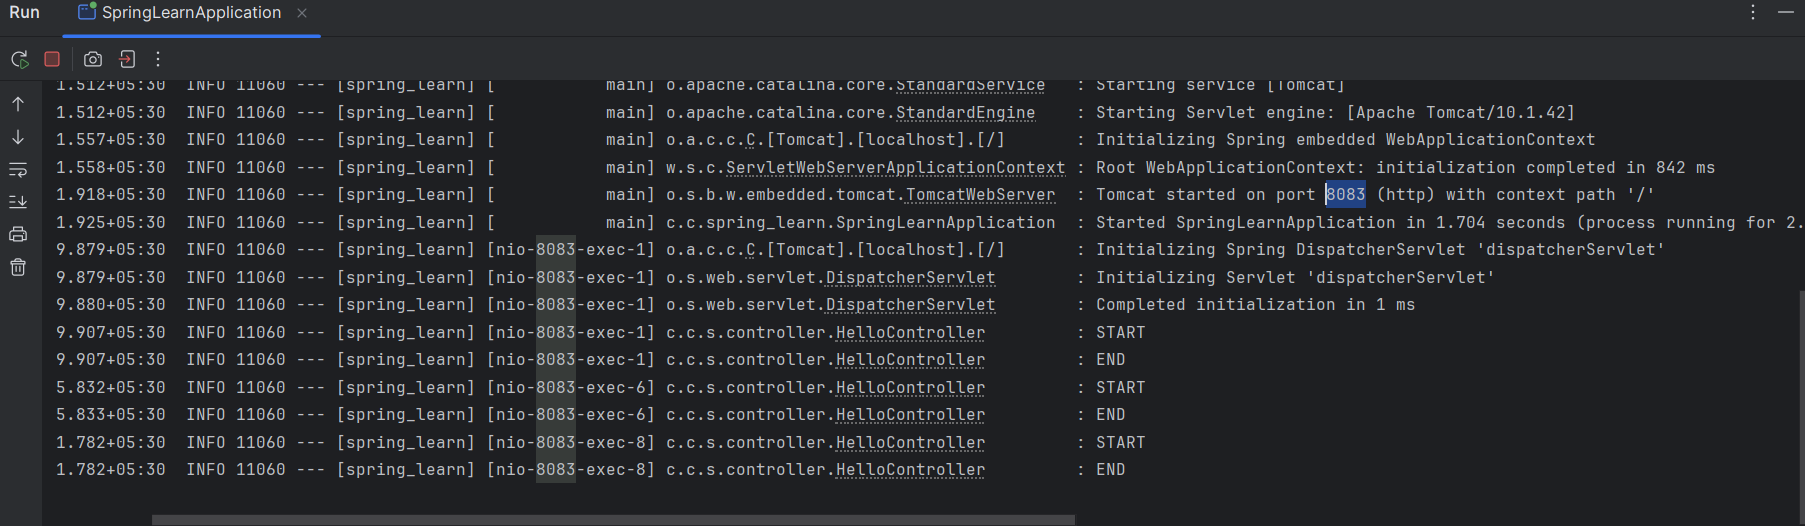 Run SpringLearnApplication
1.512+05:30  INFO 11060 --- [spring_learn] [           main] o.apache.catalina.core.StandardService   : Starting service [Tomcat]
1.512+05:30  INFO 11060 --- [spring_learn] [           main] o.apache.catalina.core.StandardEngine    : Starting Servlet engine: [Apache Tomcat/10.1.42]
1.557+05:30  INFO 11060 --- [spring_learn] [           main] o.a.c.c.C.[Tomcat].[localhost].[/]       : Initializing Spring embedded WebApplicationContext
1.558+05:30  INFO 11060 --- [spring_learn] [           main] w.s.c.ServletWebServerApplicationContext : Root WebApplicationContext: initialization completed in 842 ms
1.918+05:30  INFO 11060 --- [spring_learn] [           main] o.s.b.w.embedded.tomcat.TomcatWebServer  : Tomcat started on port 8083 (http) with context path '/'
1.925+05:30  INFO 11060 --- [spring_learn] [           main] c.c.spring_learn.SpringLearnApplication  : Started SpringLearnApplication in 1.704 seconds (process running for 2.
9.879+05:30  INFO 11060 --- [spring_learn] [nio-8083-exec-1] o.a.c.c.C.[Tomcat].[localhost].[/]       : Initializing Spring DispatcherServlet 'dispatcherServlet'
9.879+05:30  INFO 11060 --- [spring_learn] [nio-8083-exec-1] o.s.web.servlet.DispatcherServlet        : Initializing Servlet 'dispatcherServlet'
9.880+05:30  INFO 11060 --- [spring_learn] [nio-8083-exec-1] o.s.web.servlet.DispatcherServlet        : Completed initialization in 1 ms
9.907+05:30  INFO 11060 --- [spring_learn] [nio-8083-exec-1] c.c.s.controller.HelloController         : START
9.907+05:30  INFO 11060 --- [spring_learn] [nio-8083-exec-1] c.c.s.controller.HelloController         : END
5.832+05:30  INFO 11060 --- [spring_learn] [nio-8083-exec-6] c.c.s.controller.HelloController         : START
5.833+05:30  INFO 11060 --- [spring_learn] [nio-8083-exec-6] c.c.s.controller.HelloController         : END
1.782+05:30  INFO 11060 --- [spring_learn] [nio-8083-exec-8] c.c.s.controller.HelloController         : START
1.782+05:30  INFO 11060 --- [spring_learn] [nio-8083-exec-8] c.c.s.controller.HelloController         : END